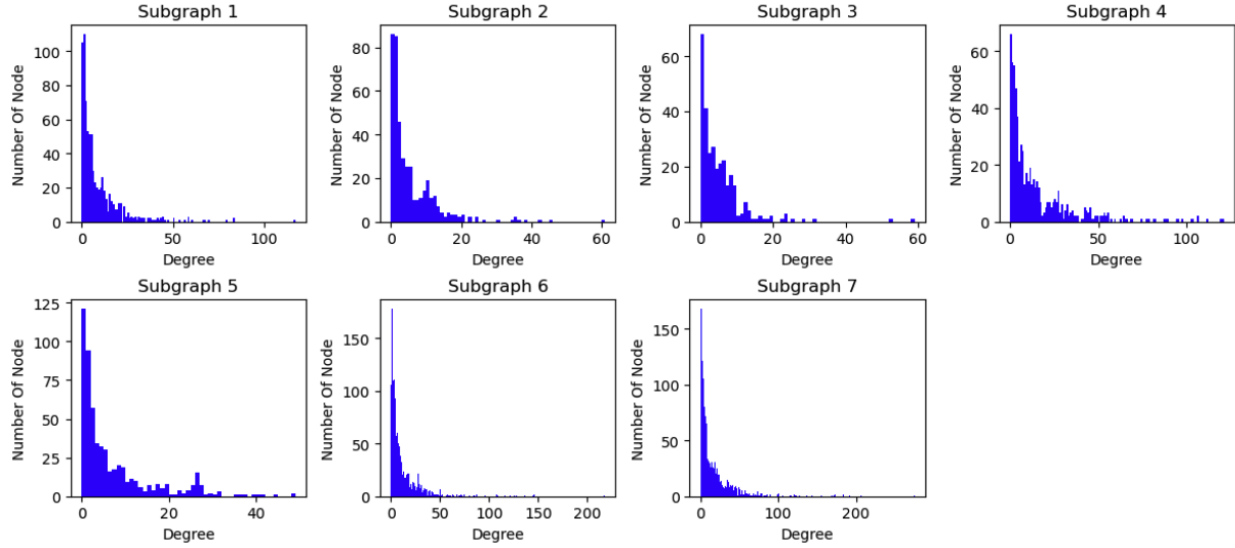 Subgraph 1
Number Of Node
100
80
60
40
20
0
0 50 100
Degree
Subgraph 2
Number Of Node
80
60
40
20
0
0 20 40 60
Degree
Subgraph 3
Number Of Node
60
40
20
0
0 20 40 60
Degree
Subgraph 4
Number Of Node
60
40
20
0
0 50 100
Degree
Subgraph 5
Number Of Node
125
100
75
50
25
0
0 20 40
Degree
Subgraph 6
Number Of Node
150
100
50
0
0 50 100 150 200
Degree
Subgraph 7
Number Of Node
150
100
50
0
0 100 200
Degree